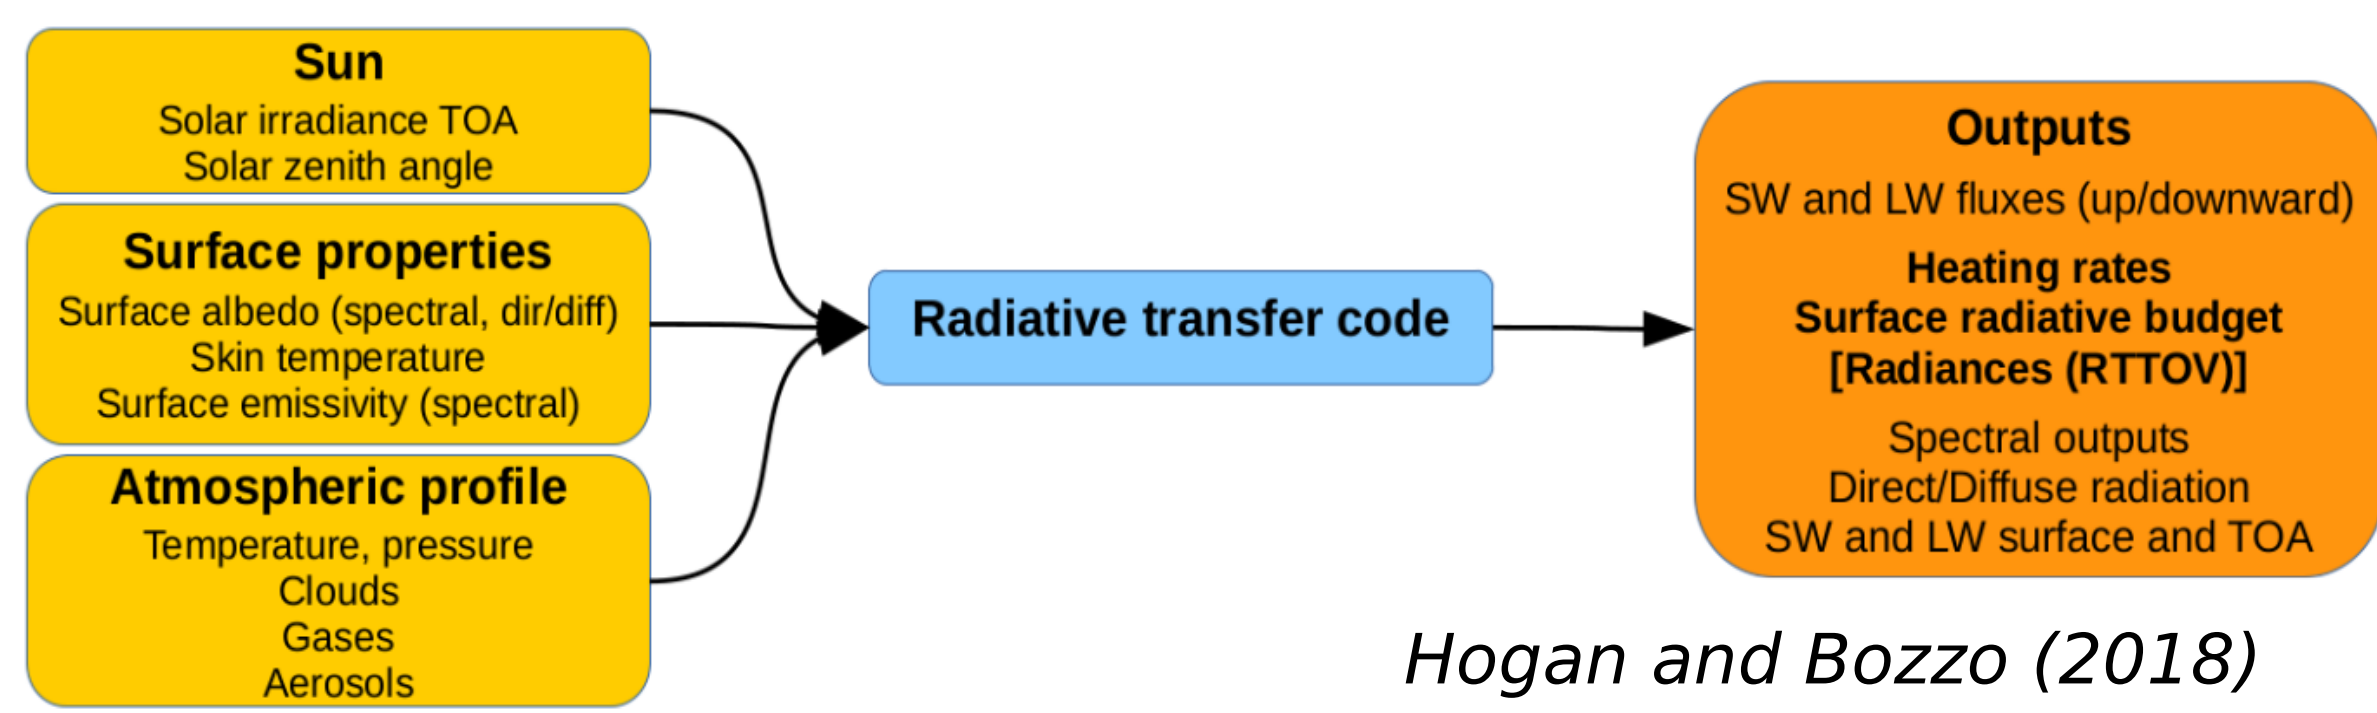 Sun
Solar irradiance TOA
Solar zenith angle
Surface properties
Surface albedo (spectral, dir/diff)
Skin temperature
Surface emissivity (spectral)
Atmospheric profile
Temperature, pressure
Clouds
Gases
Aerosols
Radiative transfer code
Outputs
SW and LW fluxes (up/downward)
Heating rates
Surface radiative budget
[Radiances (RTTOV)]
Spectral outputs
Direct/Diffuse radiation
SW and LW surface and TOA
Hogan and Bozzo (2018)